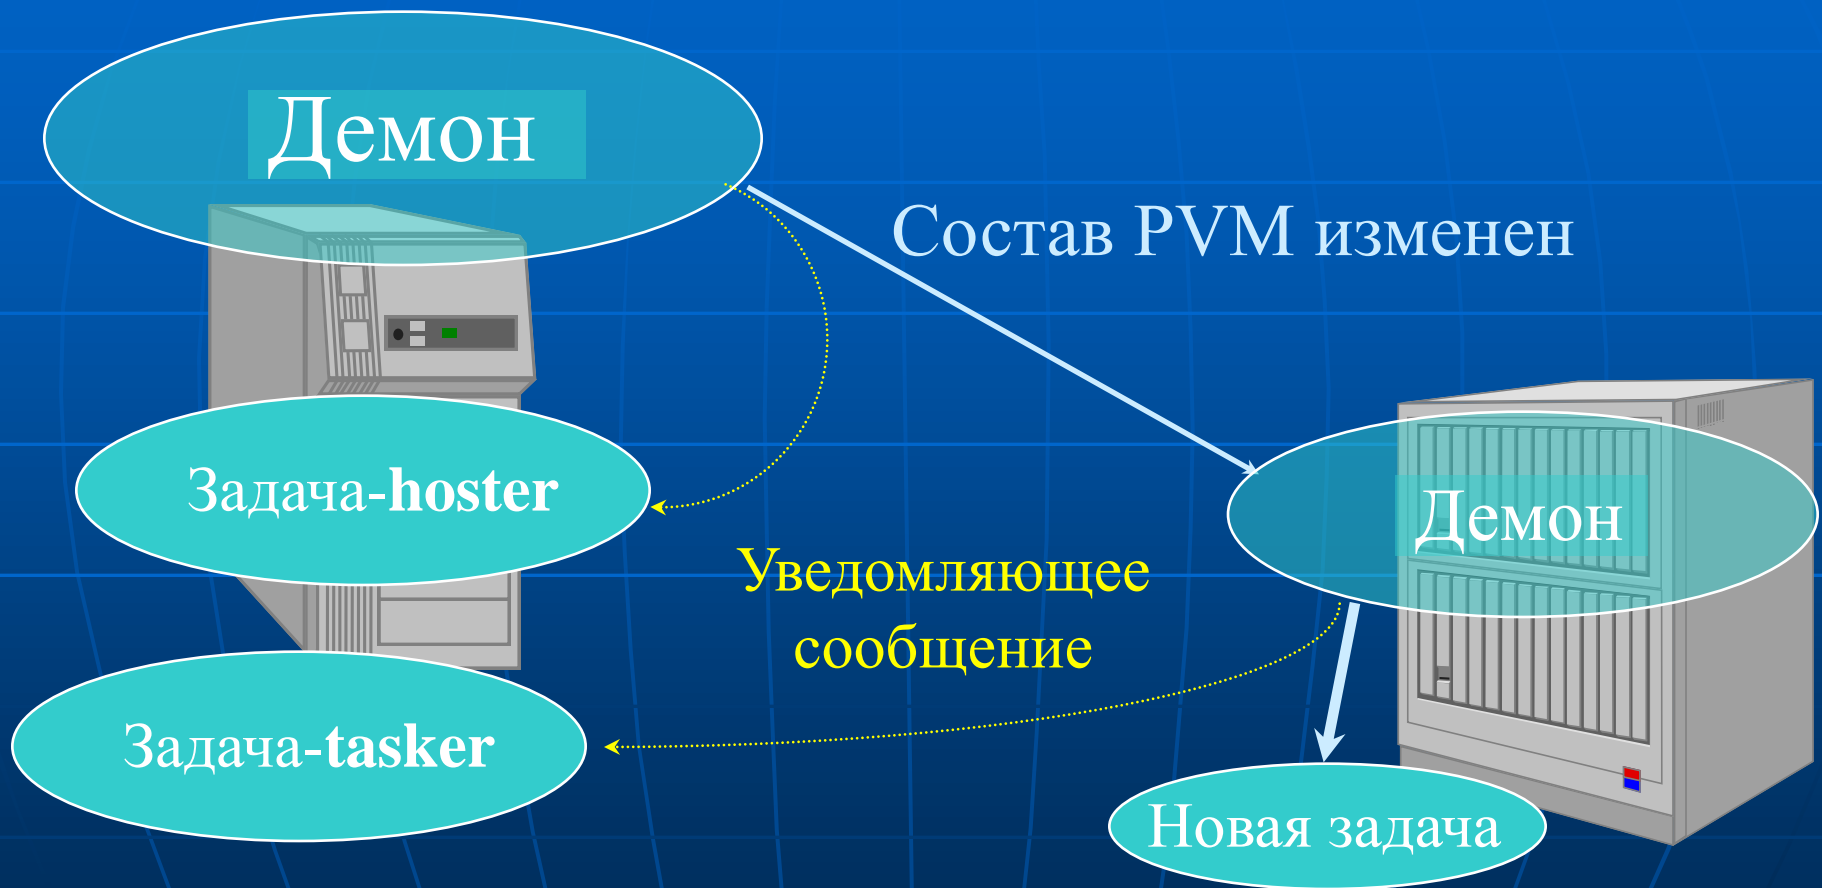 Демон
Состав PVM изменен
Задача-hoster
Демон
Уведомляющее
сообщение
Задача-tasker
Новая задача